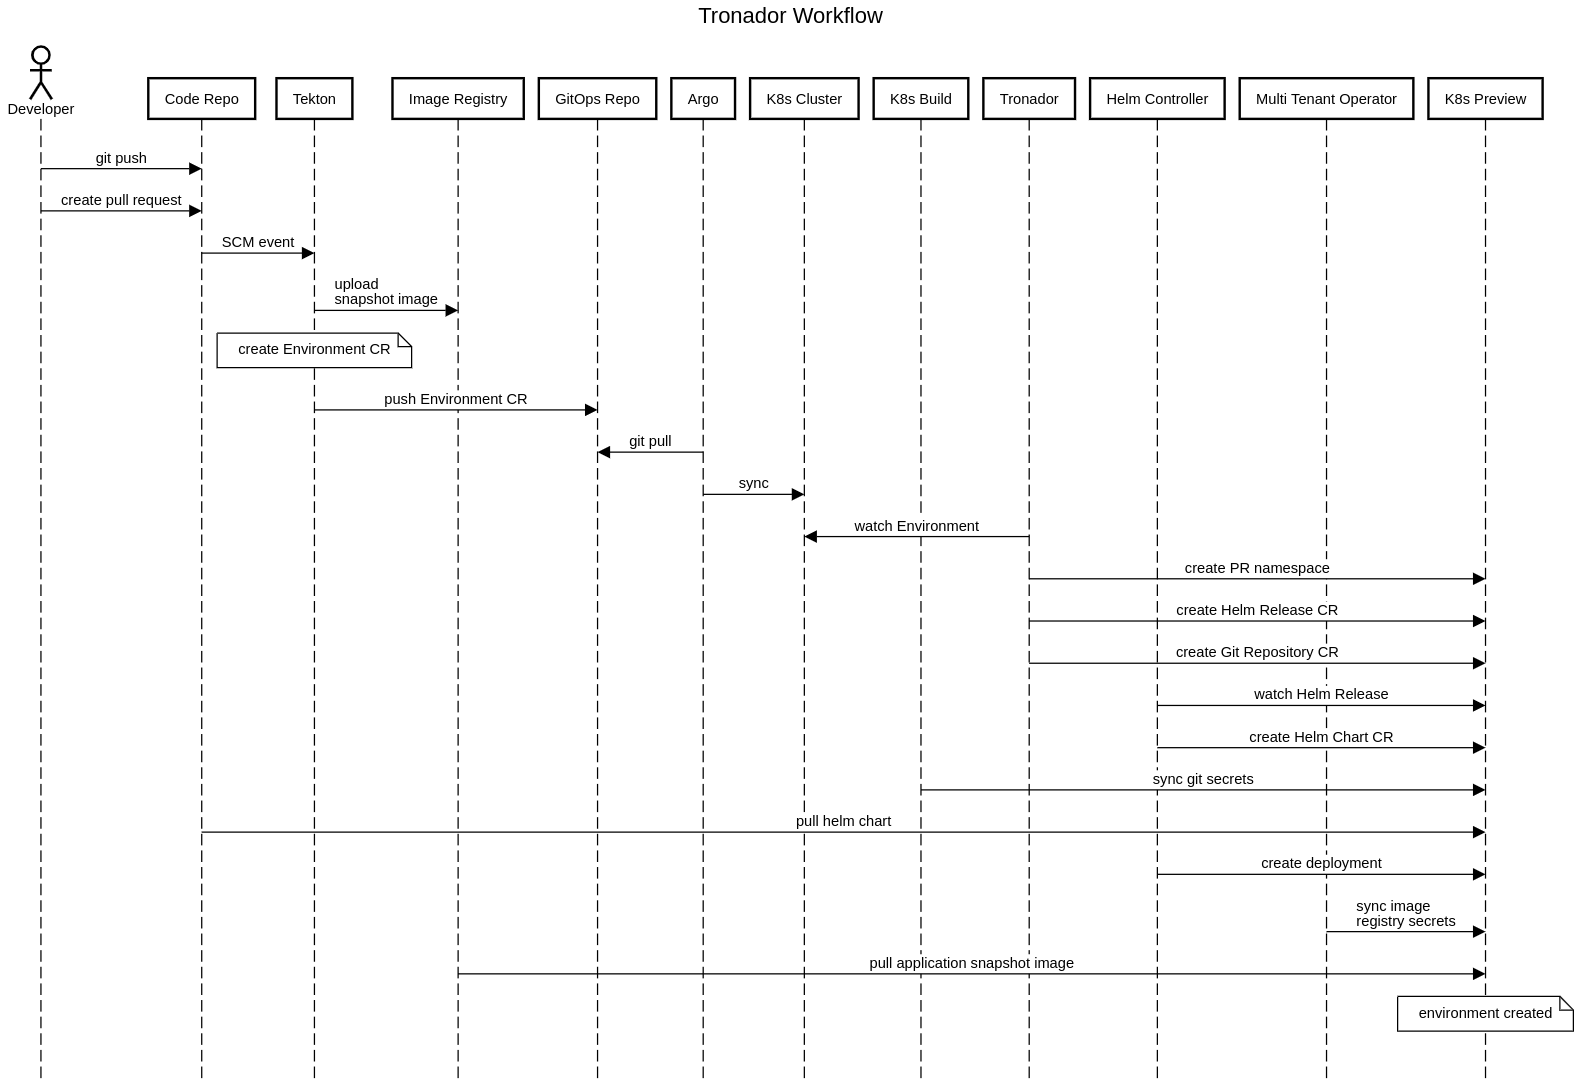 Tronador Workflow
Developer
Code Repo
Tekton
Image Registry
GitOps Repo
Argo
K8s Cluster
K8s Build
Tronador
Helm Controller
Multi Tenant Operator
K8s Preview
git push
create pull request
SCM event
upload
snapshot image
create Environment CR
push Environment CR
git pull
sync
watch Environment
create PR namespace
create Helm Release CR
create Git Repository CR
watch Helm Release
create Helm Chart CR
sync git secrets
pull helm chart
create deployment
sync image
registry secrets
pull application snapshot image
environment created